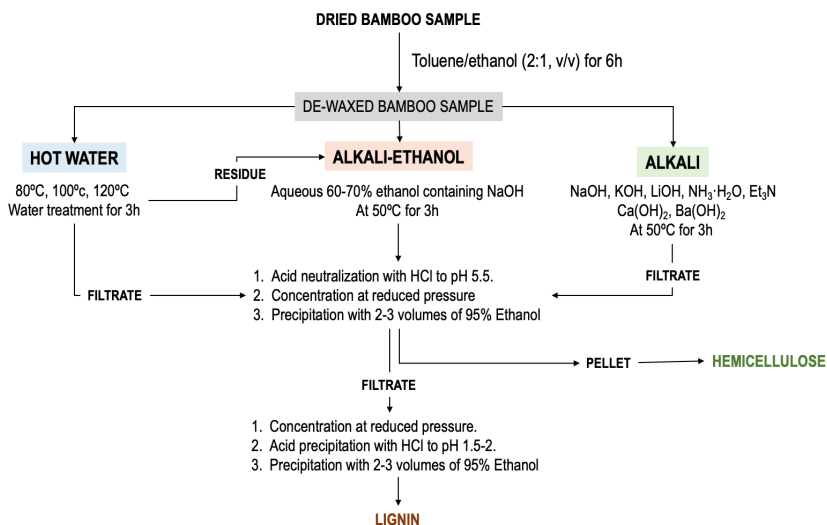 DRIED BAMBOO SAMPLE
Toluene/ethanol (2:1, v/v) for 6h
DE-WAXED BAMBOO SAMPLE
HOT WATER
80ºC, 100ºc, 120ºC
Water treatment for 3h
RESIDUE
ALKALI-ETHANOL
Aqueous 60-70% ethanol containing NaOH
At 50ºC for 3h
ALKALI
NaOH, KOH, LiOH, NH₃·H₂O, Et₃N
Ca(OH)₂, Ba(OH)₂
At 50ºC for 3h
FILTRATE
FILTRATE
1. Acid neutralization with HCl to pH 5.5.
2. Concentration at reduced pressure
3. Precipitation with 2-3 volumes of 95% Ethanol
PELLET
HEMICELLULOSE
FILTRATE
1. Concentration at reduced pressure.
2. Acid precipitation with HCl to pH 1.5-2.
3. Precipitation with 2-3 volumes of 95% Ethanol
LIGNIN